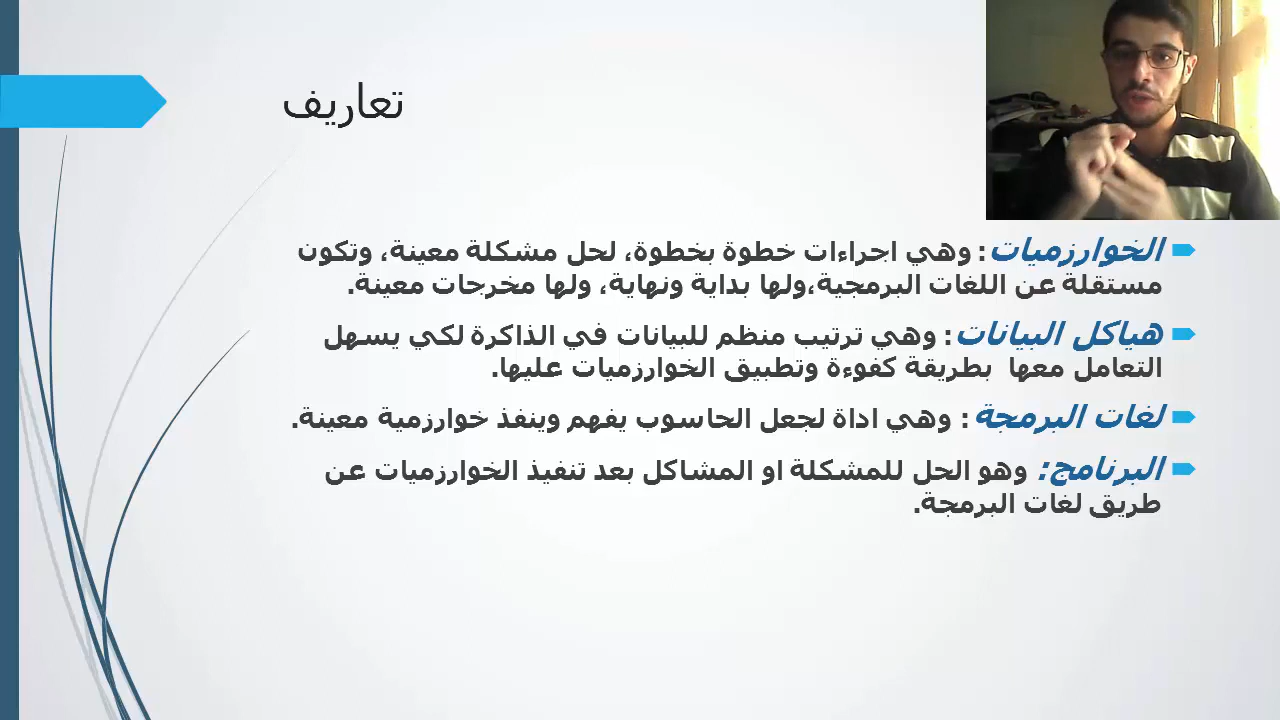 تعاريف
الخوارزميات: وهي اجراءات خطوة بخطوة، لحل مشكلة معينة، وتكون
مستقلة عن اللغات البرمجية،ولها بداية ونهاية، ولها مخرجات معينة.
هياكل البيانات: وهي ترتيب منظم للبيانات في الذاكرة لكي يسهل
التعامل معها بطريقة كفوءة وتطبيق الخوارزميات عليها.
لغات البرمجة: وهي اداة لجعل الحاسوب يفهم وينفذ خوارزمية معينة.
البرنامج: وهو الحل للمشكلة او المشاكل بعد تنفيذ الخوارزميات عن
طريق لغات البرمجة.